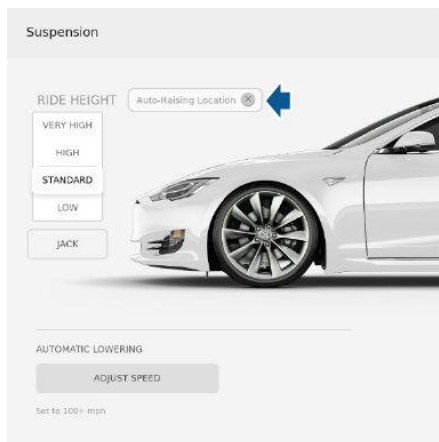 Suspension
RIDE HEIGHT
Auto-Raising Location
VERY HIGH
HIGH
STANDARD
LOW
JACK
AUTOMATIC LOWERING
ADJUST SPEED
Set to 100+ mph